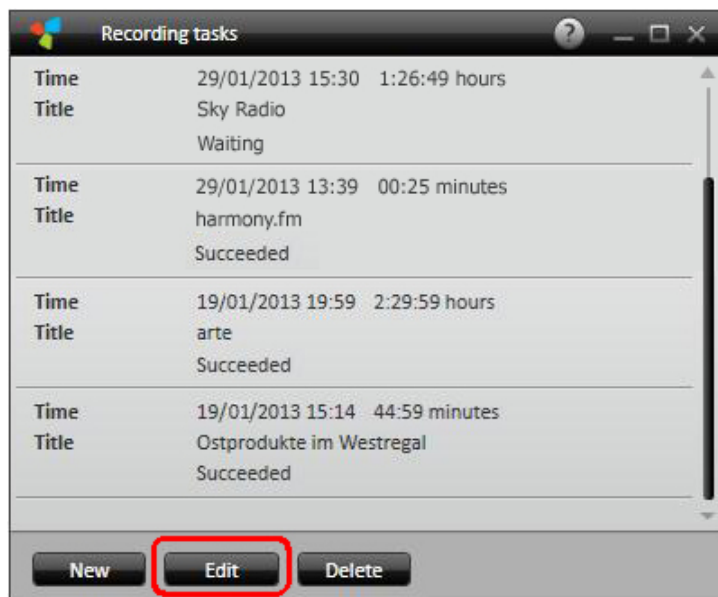 Recording tasks ?
Time 29/01/2013 15:30 1:26:49 hours
Title Sky Radio
Waiting
Time 29/01/2013 13:39 00:25 minutes
Title harmony.fm
Succeeded
Time 19/01/2013 19:59 2:29:59 hours
Title arte
Succeeded
Time 19/01/2013 15:14 44:59 minutes
Title Ostprodukte im Westregal
Succeeded
New Edit Delete